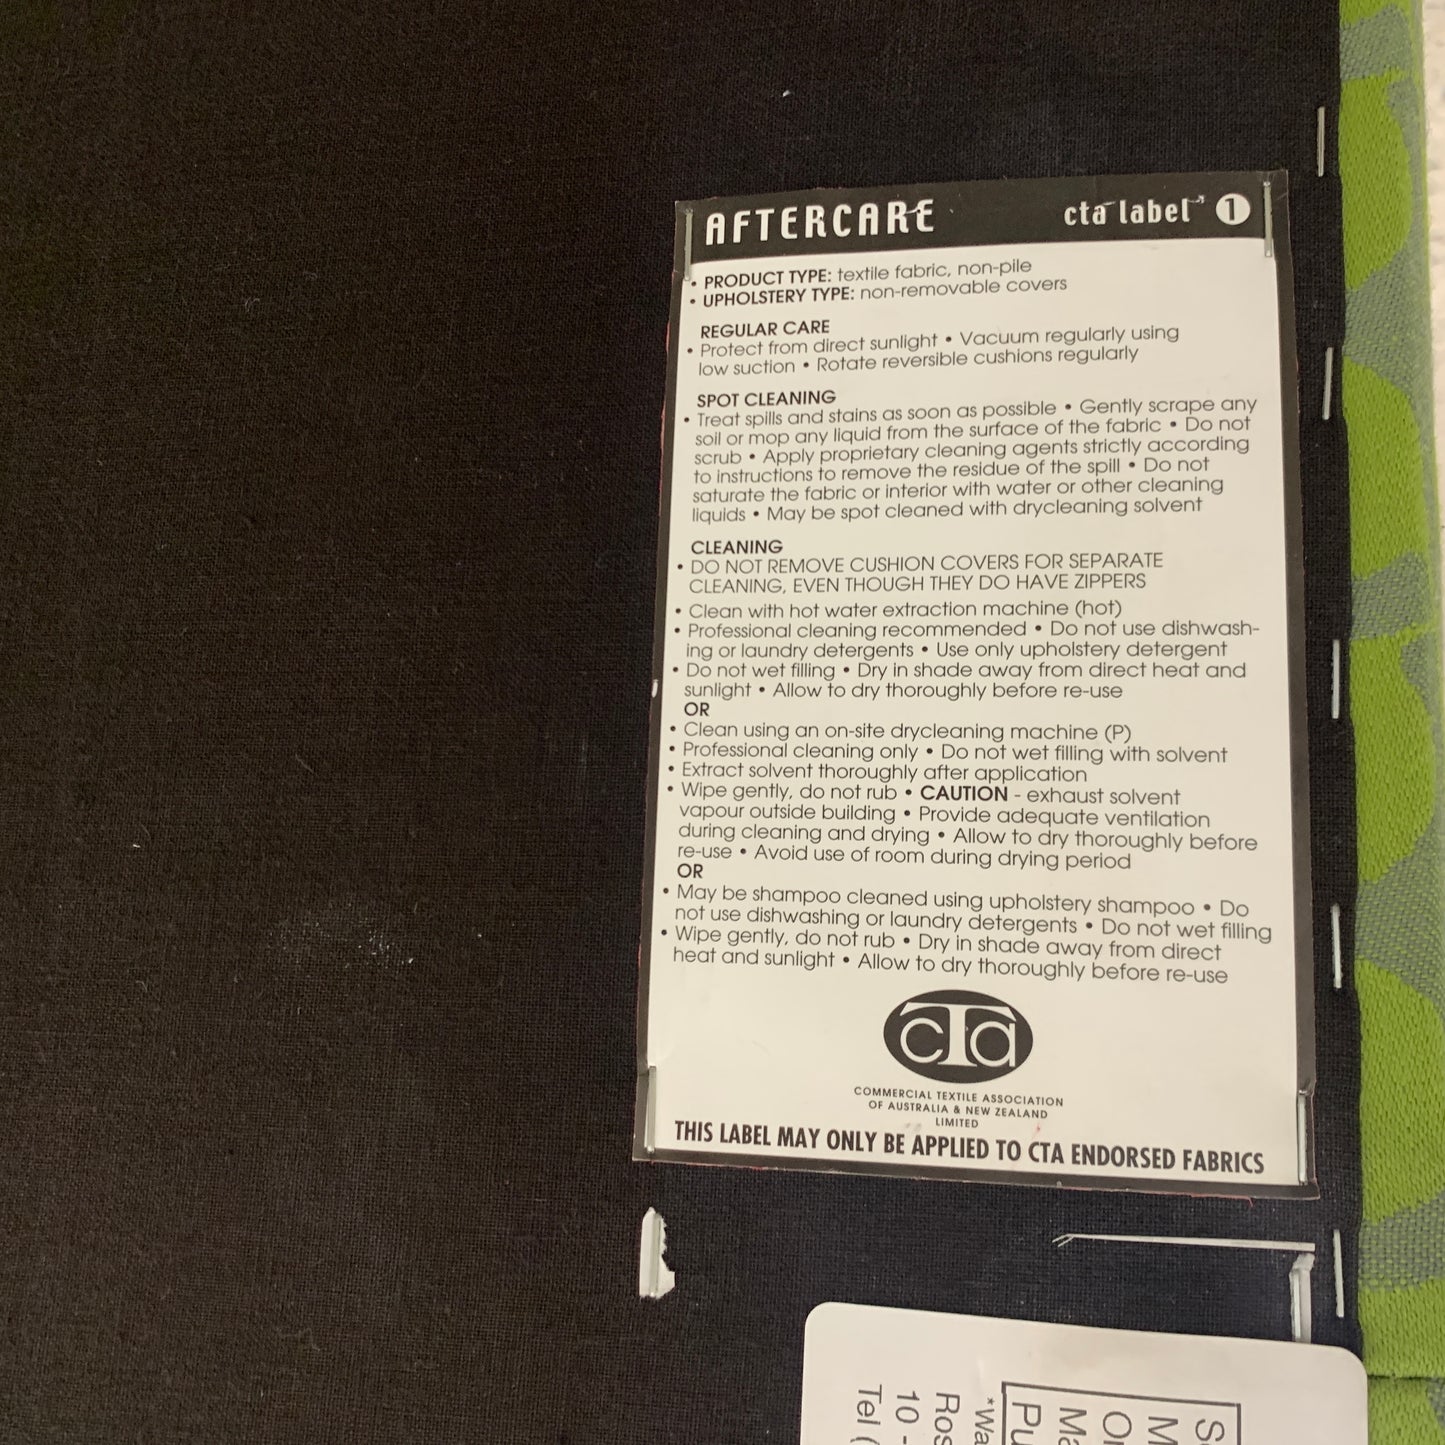 AFTERCARE cta label 1
• PRODUCT TYPE: textile fabric, non-pile
• UPHOLSTERY TYPE: non-removable covers
REGULAR CARE
• Protect from direct sunlight • Vacuum regularly using
low suction • Rotate reversible cushions regularly
SPOT CLEANING
• Treat spills and stains as soon as possible • Gently scrape any
soil or mop any liquid from the surface of the fabric • Do not
scrub • Apply proprietary cleaning agents strictly according
to instructions to remove the residue of the spill • Do not
saturate the fabric or interior with water or other cleaning
liquids • May be spot cleaned with drycleaning solvent
CLEANING
• DO NOT REMOVE CUSHION COVERS FOR SEPARATE
CLEANING, EVEN THOUGH THEY DO HAVE ZIPPERS
• Clean with hot water extraction machine (hot)
• Professional cleaning recommended • Do not use dishwash-
ing or laundry detergents • Use only upholstery detergent
• Do not wet filling • Dry in shade away from direct heat and
sunlight • Allow to dry thoroughly before re-use
OR
• Clean using an on-site drycleaning machine (P)
• Professional cleaning only • Do not wet filling with solvent
• Extract solvent thoroughly after application
• Wipe gently, do not rub • CAUTION - exhaust solvent
vapour outside building • Provide adequate ventilation
during cleaning and drying • Allow to dry thoroughly before
re-use • Avoid use of room during drying period
OR
• May be shampoo cleaned using upholstery shampoo • Do
not use dishwashing or laundry detergents • Do not wet filling
• Wipe gently, do not rub • Dry in shade away from direct
heat and sunlight • Allow to dry thoroughly before re-use
cTa
COMMERCIAL TEXTILE ASSOCIATION
OF AUSTRALIA & NEW ZEALAND
LIMITED
THIS LABEL MAY ONLY BE APPLIED TO CTA ENDORSED FABRICS
10 -
Tel (